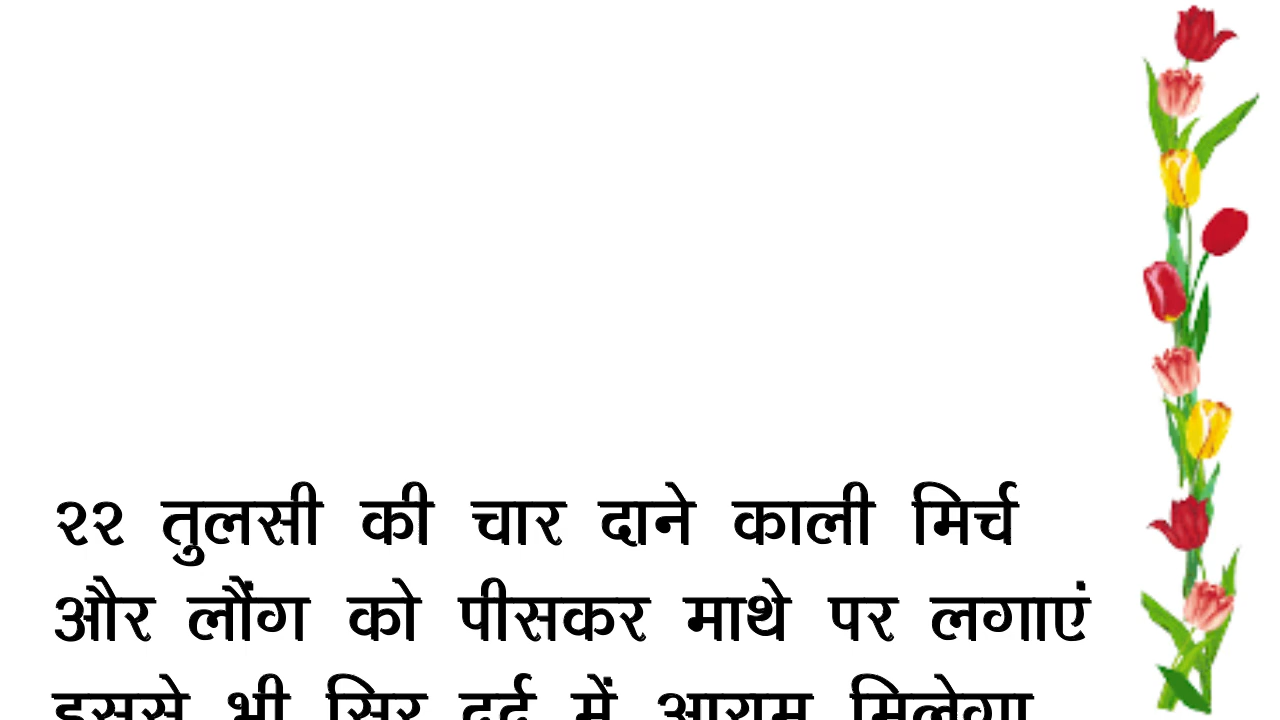 २२ तुलसी की चार दाने काली मिर्च
और लौंग को पीसकर माथे पर लगाएं
इससे भी सिर दर्द में आराम मिलेगा